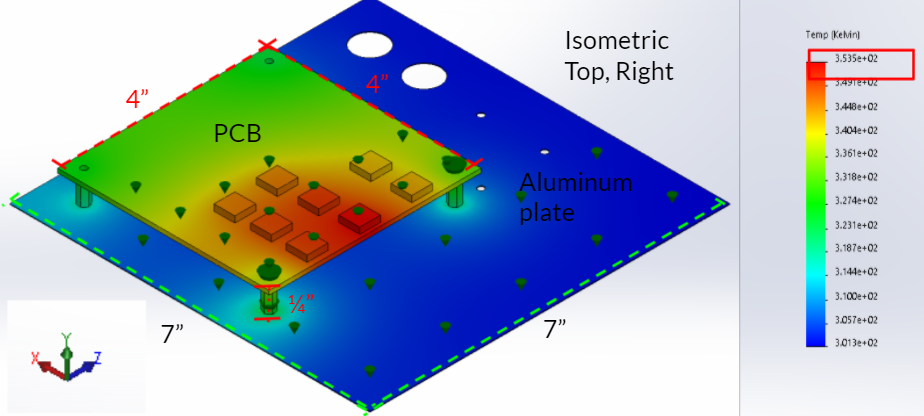 Isometric
Top, Right
4”
4”
PCB
Aluminum
plate
¼”
7”
7”
X
Y
Z
Temp (Kelvin)
3.535e+02
3.491e+02
3.448e+02
3.404e+02
3.361e+02
3.318e+02
3.274e+02
3.231e+02
3.187e+02
3.144e+02
3.100e+02
3.057e+02
3.013e+02